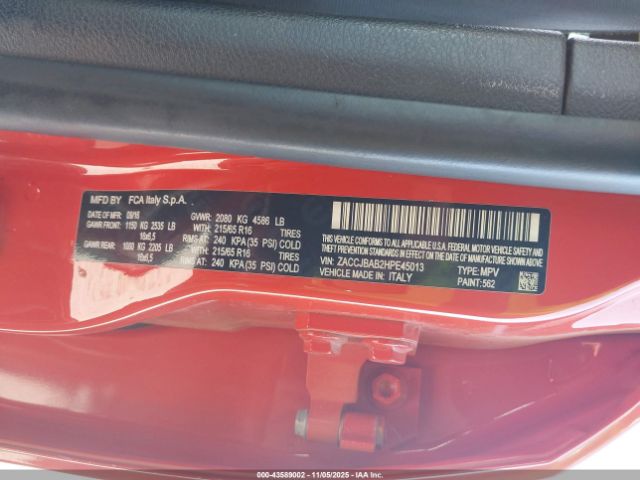 MFD BY FCA Italy S.p.A.
DATE OF MFR 09/16 GVWR: 2080 KG 4586 LB
GAWR FRONT: 1150 KG 2535 LB WITH: 215/65 R16 TIRES
16x6,5 RIMS AT: 240 KPA(35 PSI) COLD
GAWR REAR: 1000 KG 2205 LB WITH: 215/65 R16 TIRES
16x6,5 RIMS AT: 240 KPA(35 PSI) COLD
THIS VEHICLE CONFORMS TO ALL APPLICABLE
U.S.A. FEDERAL MOTOR VEHICLE SAFETY AND
THEFT PREVENTION STANDARDS IN EFFECT ON
THE DATE OF MANUFACTURE SHOWN ABOVE
VIN: ZACCJBAB2HPE45013 TYPE: MPV
VEHICLE MADE IN: ITALY PAINT: 562
000-43589002 - 11/05/2025 - IAAI.COM